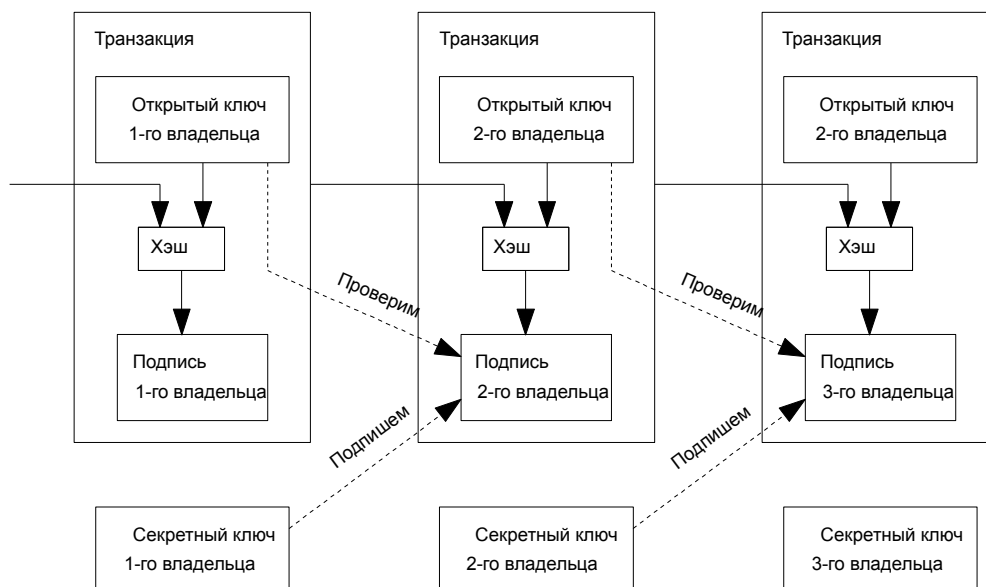 Транзакция
Открытый ключ
1-го владельца
Хэш
Подпись
1-го владельца
Транзакция
Открытый ключ
2-го владельца
Хэш
Подпись
2-го владельца
Транзакция
Открытый ключ
2-го владельца
Хэш
Подпись
3-го владельца
Проверим
Проверим
Подпишем
Подпишем
Секретный ключ
1-го владельца
Секретный ключ
2-го владельца
Секретный ключ
3-го владельца